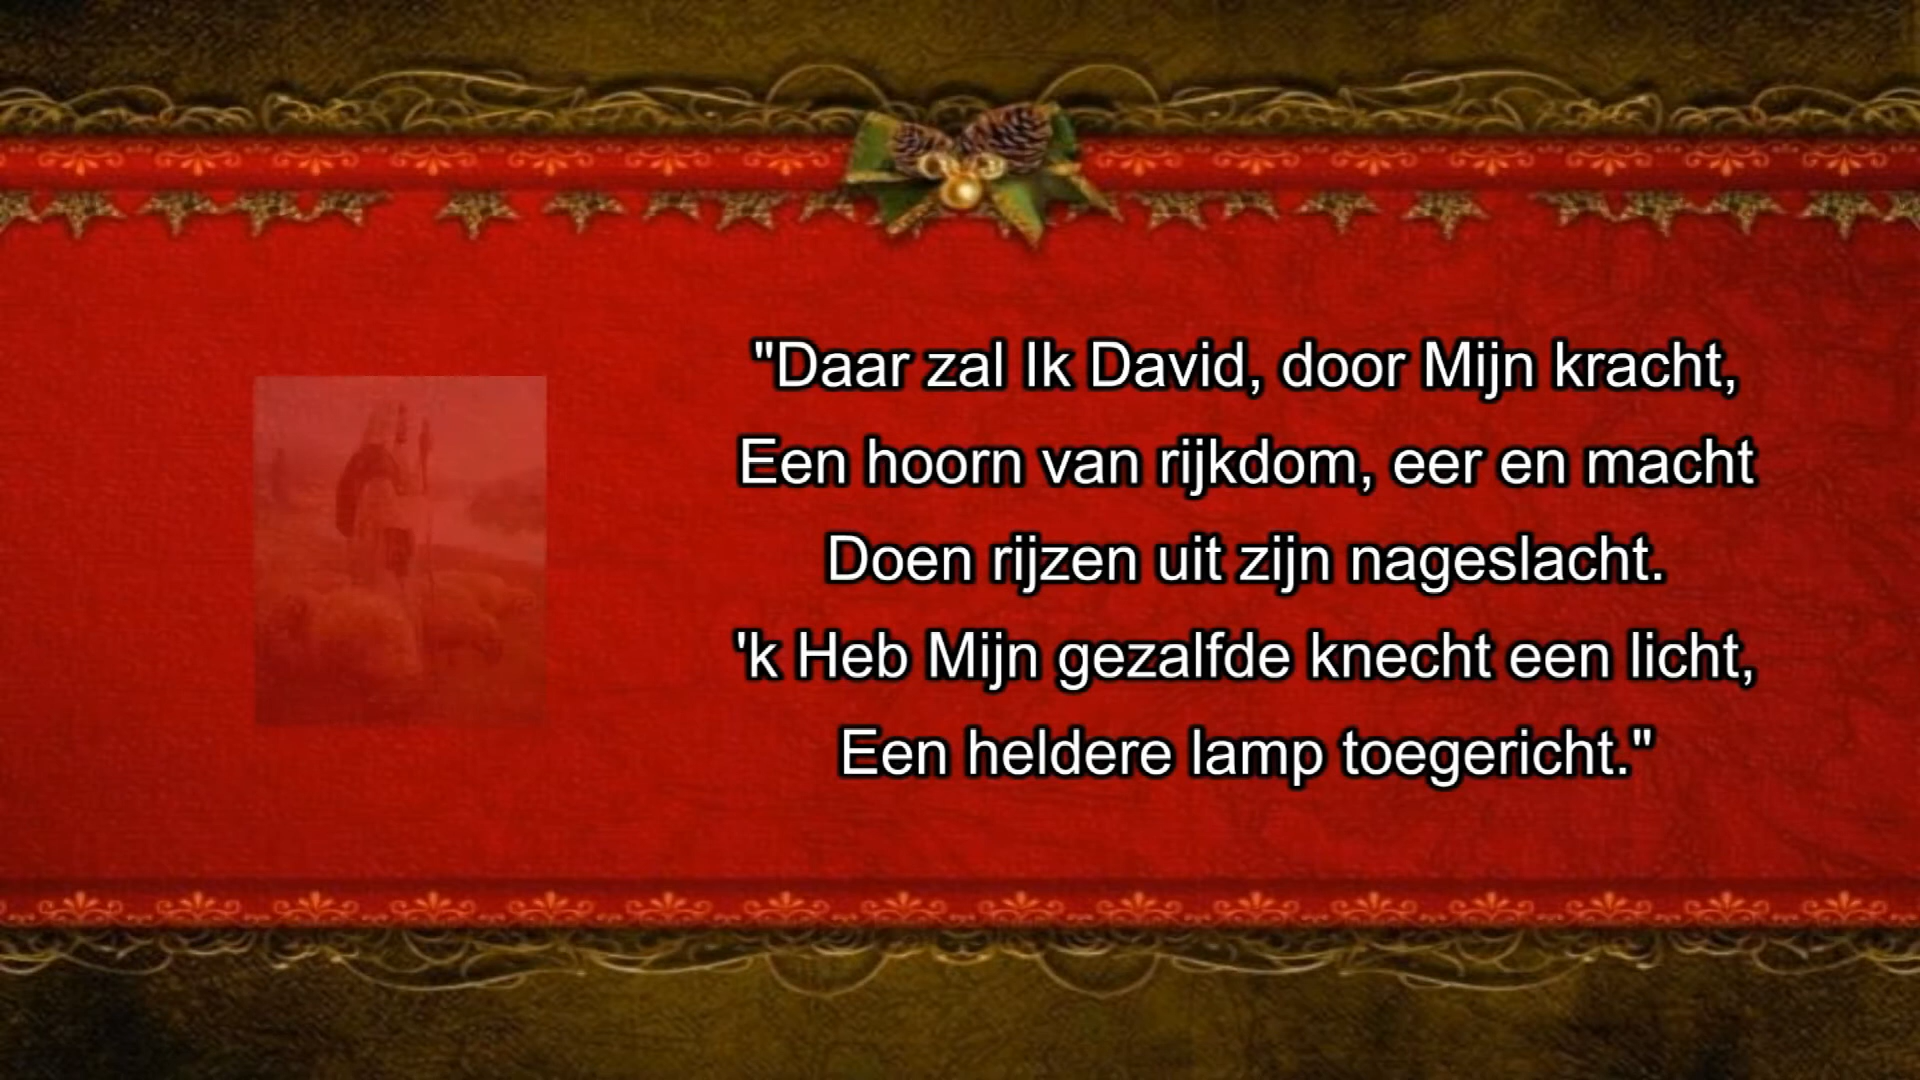 "Daar zal Ik David, door Mijn kracht,
Een hoorn van rijkdom, eer en macht
Doen rijzen uit zijn nageslacht.
'k Heb Mijn gezalfde knecht een licht,
Een heldere lamp toegericht."